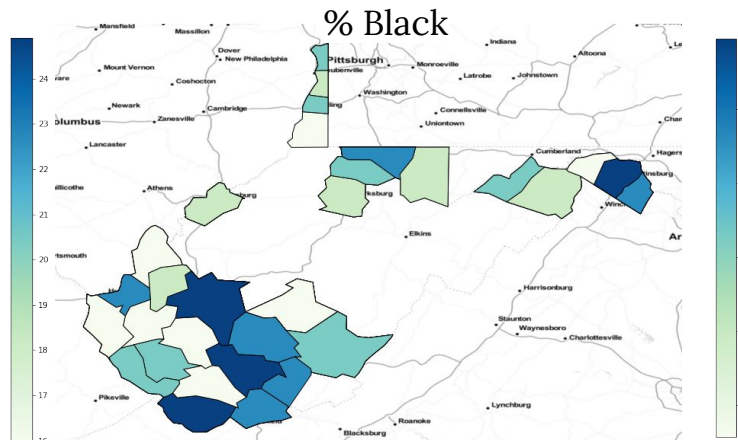 % Black
Mansfield
Massillon
Indiana
Altoona
Dover
New Philadelphia
Pittsburgh
Monroeville
Mount Vernon
Latrobe
Johnstown
Coshocton
Washington
Newark
Cambridge
Connellsville
Zanesville
Uniontown
Lancaster
Cumberland
Athens
Elkins
Harrisonburg
Staunton
Waynesboro
Charlottesville
Pikeville
Lynchburg
Roanoke
Blacksburg
24
23
22
21
20
19
18
17